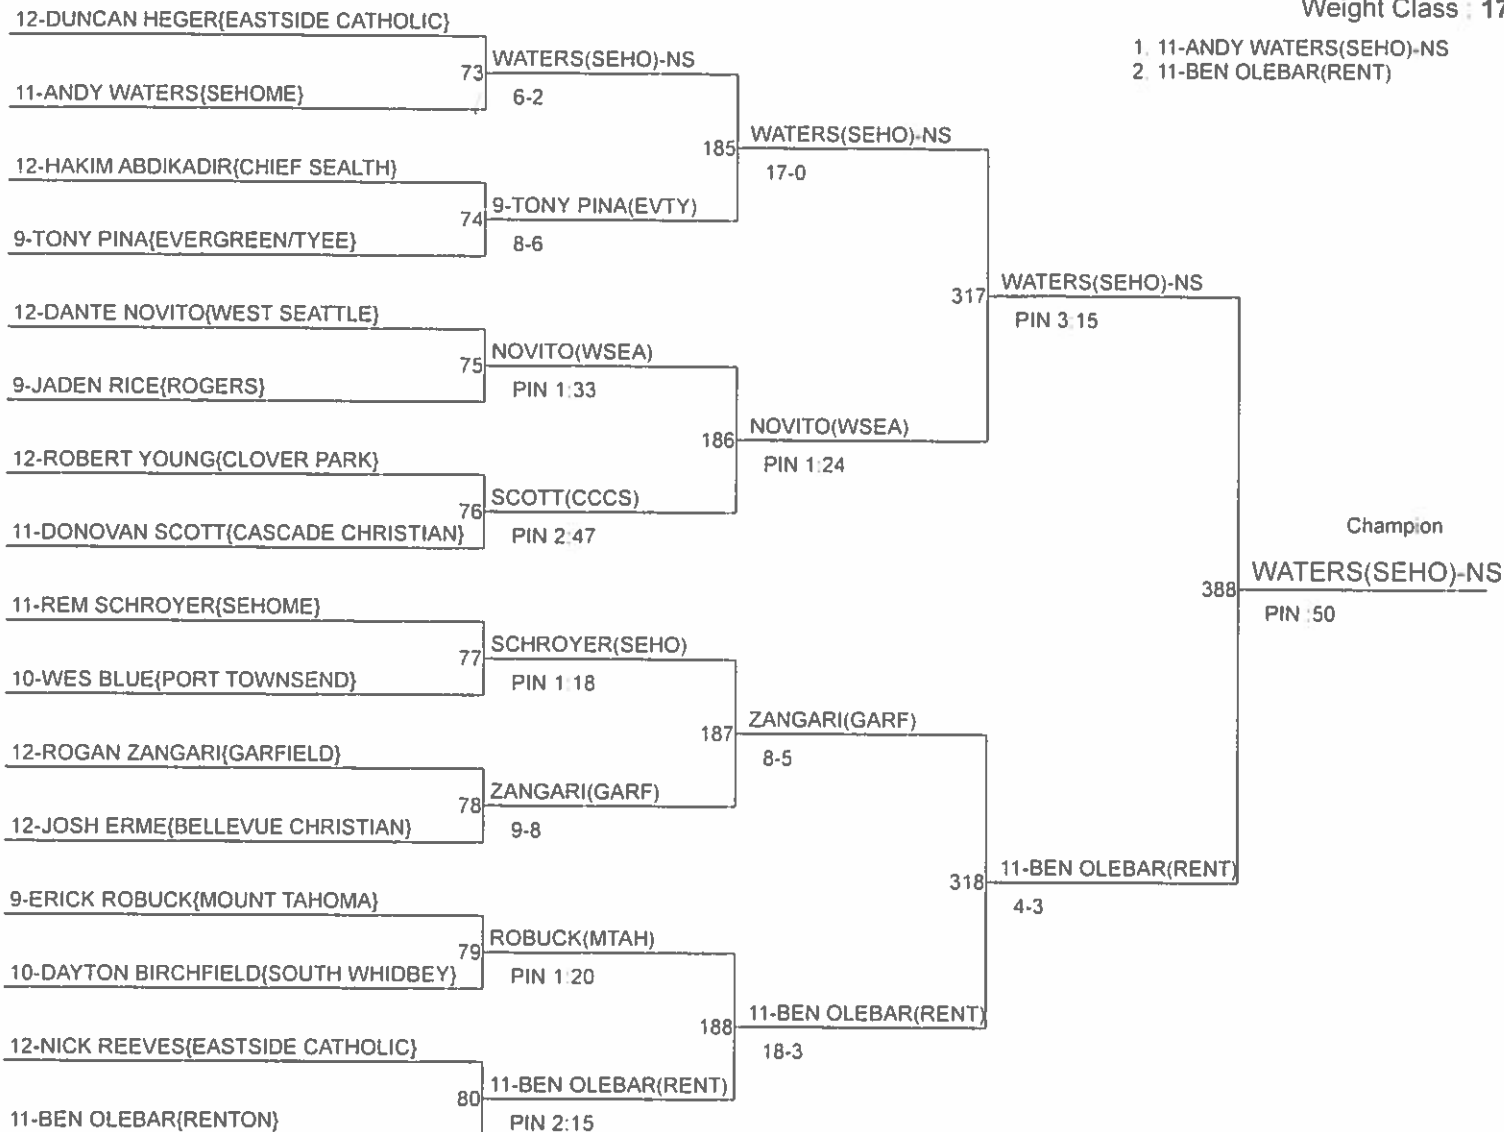 12-DUNCAN HEGER{EASTSIDE CATHOLIC}
Weight Class : 17
1. 11-ANDY WATERS(SEHO)-NS
2. 11-BEN OLEBAR(RENT)
73 WATERS(SEHO)-NS
11-ANDY WATERS{SEHOME}
6-2
185 WATERS(SEHO)-NS
17-0
12-HAKIM ABDIKADIR{CHIEF SEALTH}
74 9-TONY PINA(EVTY)
9-TONY PINA{EVERGREEN/TYEE}
8-6
317 WATERS(SEHO)-NS
PIN 3:15
12-DANTE NOVITO{WEST SEATTLE}
75 NOVITO(WSEA)
9-JADEN RICE{ROGERS}
PIN 1:33
186 NOVITO(WSEA)
PIN 1:24
12-ROBERT YOUNG{CLOVER PARK}
76 SCOTT(CCCS)
11-DONOVAN SCOTT{CASCADE CHRISTIAN}
PIN 2:47
Champion
388 WATERS(SEHO)-NS
PIN :50
11-REM SCHROYER{SEHOME}
77 SCHROYER(SEHO)
10-WES BLUE{PORT TOWNSEND}
PIN 1:18
187 ZANGARI(GARF)
8-5
12-ROGAN ZANGARI{GARFIELD}
78 ZANGARI(GARF)
12-JOSH ERME{BELLEVUE CHRISTIAN}
9-8
318 11-BEN OLEBAR(RENT)
4-3
9-ERICK ROBUCK{MOUNT TAHOMA}
79 ROBUCK(MTAH)
10-DAYTON BIRCHFIELD{SOUTH WHIDBEY}
PIN 1:20
188 11-BEN OLEBAR(RENT)
18-3
12-NICK REEVES{EASTSIDE CATHOLIC}
80 11-BEN OLEBAR(RENT)
11-BEN OLEBAR{RENTON}
PIN 2:15